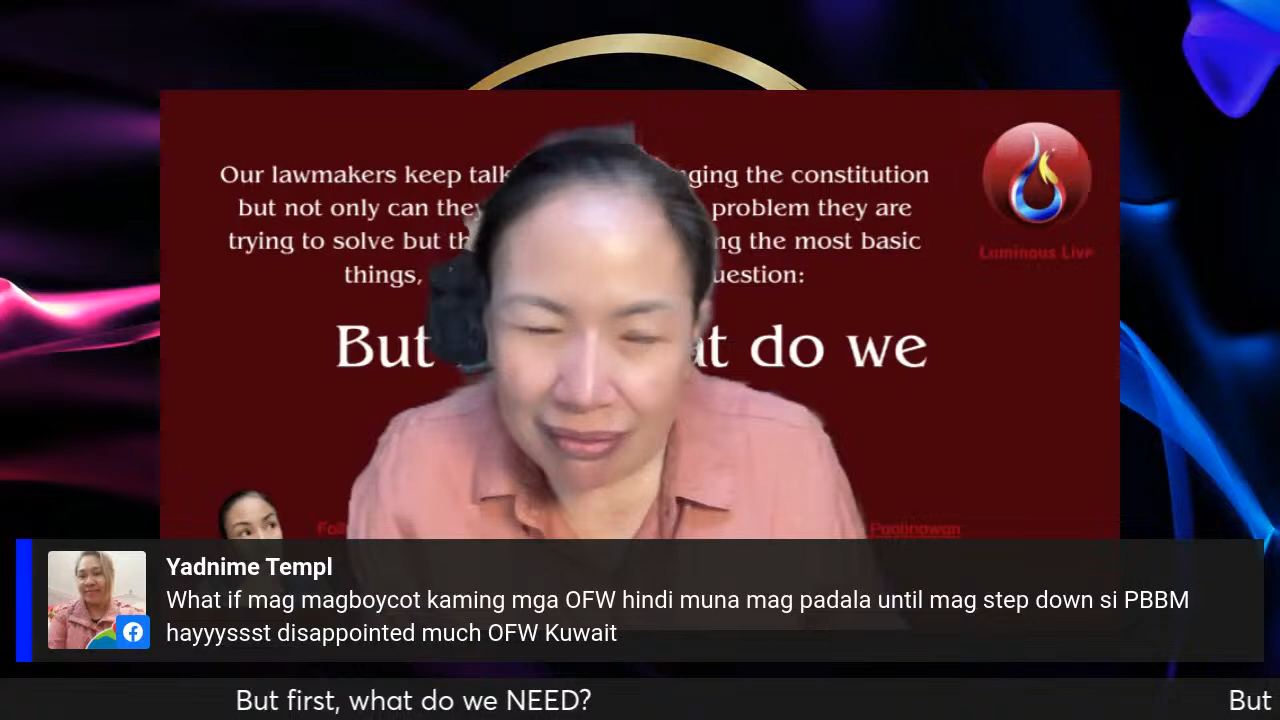 Our lawmakers keep talk ging the constitution
but not only can they problem they are
trying to solve but th ng the most basic
things, uestion:
But at do we
Luminous Live
Foll Paolinawan
Yadnime Templ
What if mag magboycot kaming mga OFW hindi muna mag padala until mag step down si PBBM
hayyyssst disappointed much OFW Kuwait
But first, what do we NEED? But